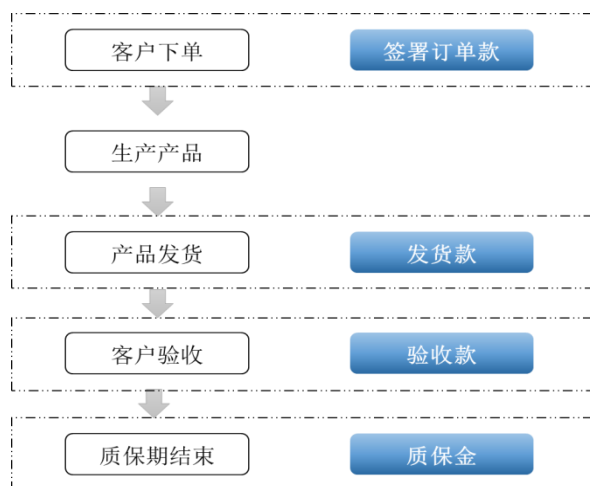 客户下单
签署订单款
生产产品
产品发货
发货款
客户验收
验收款
质保期结束
质保金